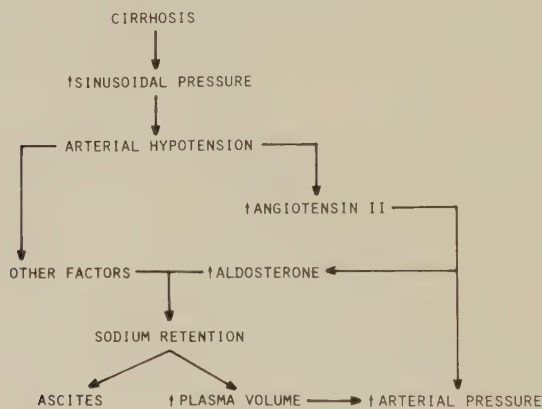 CIRRHOSIS
↑SINUSOIDAL PRESSURE
ARTERIAL HYPOTENSION
↑ANGIOTENSIN II
OTHER FACTORS
↑ALDOSTERONE
SODIUM RETENTION
ASCITES
↑PLASMA VOLUME
↑ARTERIAL PRESSURE